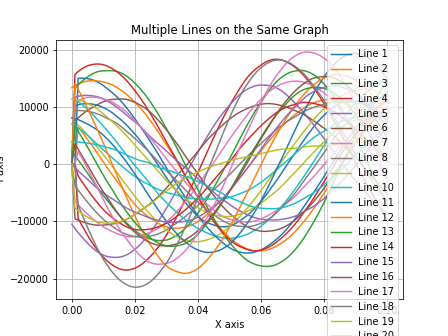 Multiple Lines on the Same Graph
20000
10000
0
−10000
−20000
0.00
0.02
0.04
0.06
0.08
X axis
Line 1
Line 2
Line 3
Line 4
Line 5
Line 6
Line 7
Line 8
Line 9
Line 10
Line 11
Line 12
Line 13
Line 14
Line 15
Line 16
Line 17
Line 18
Line 19
Line 20